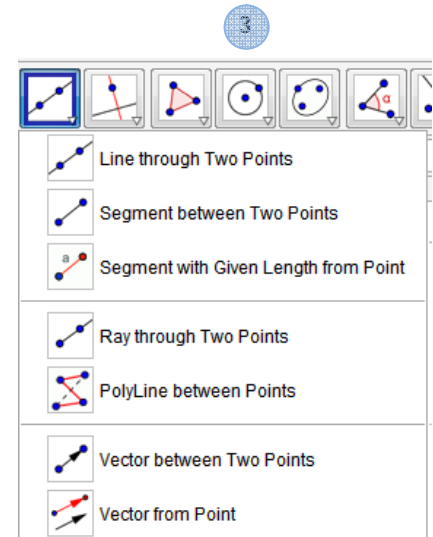 3
α
Line through Two Points
Segment between Two Points
a
Segment with Given Length from Point
Ray through Two Points
PolyLine between Points
Vector between Two Points
Vector from Point